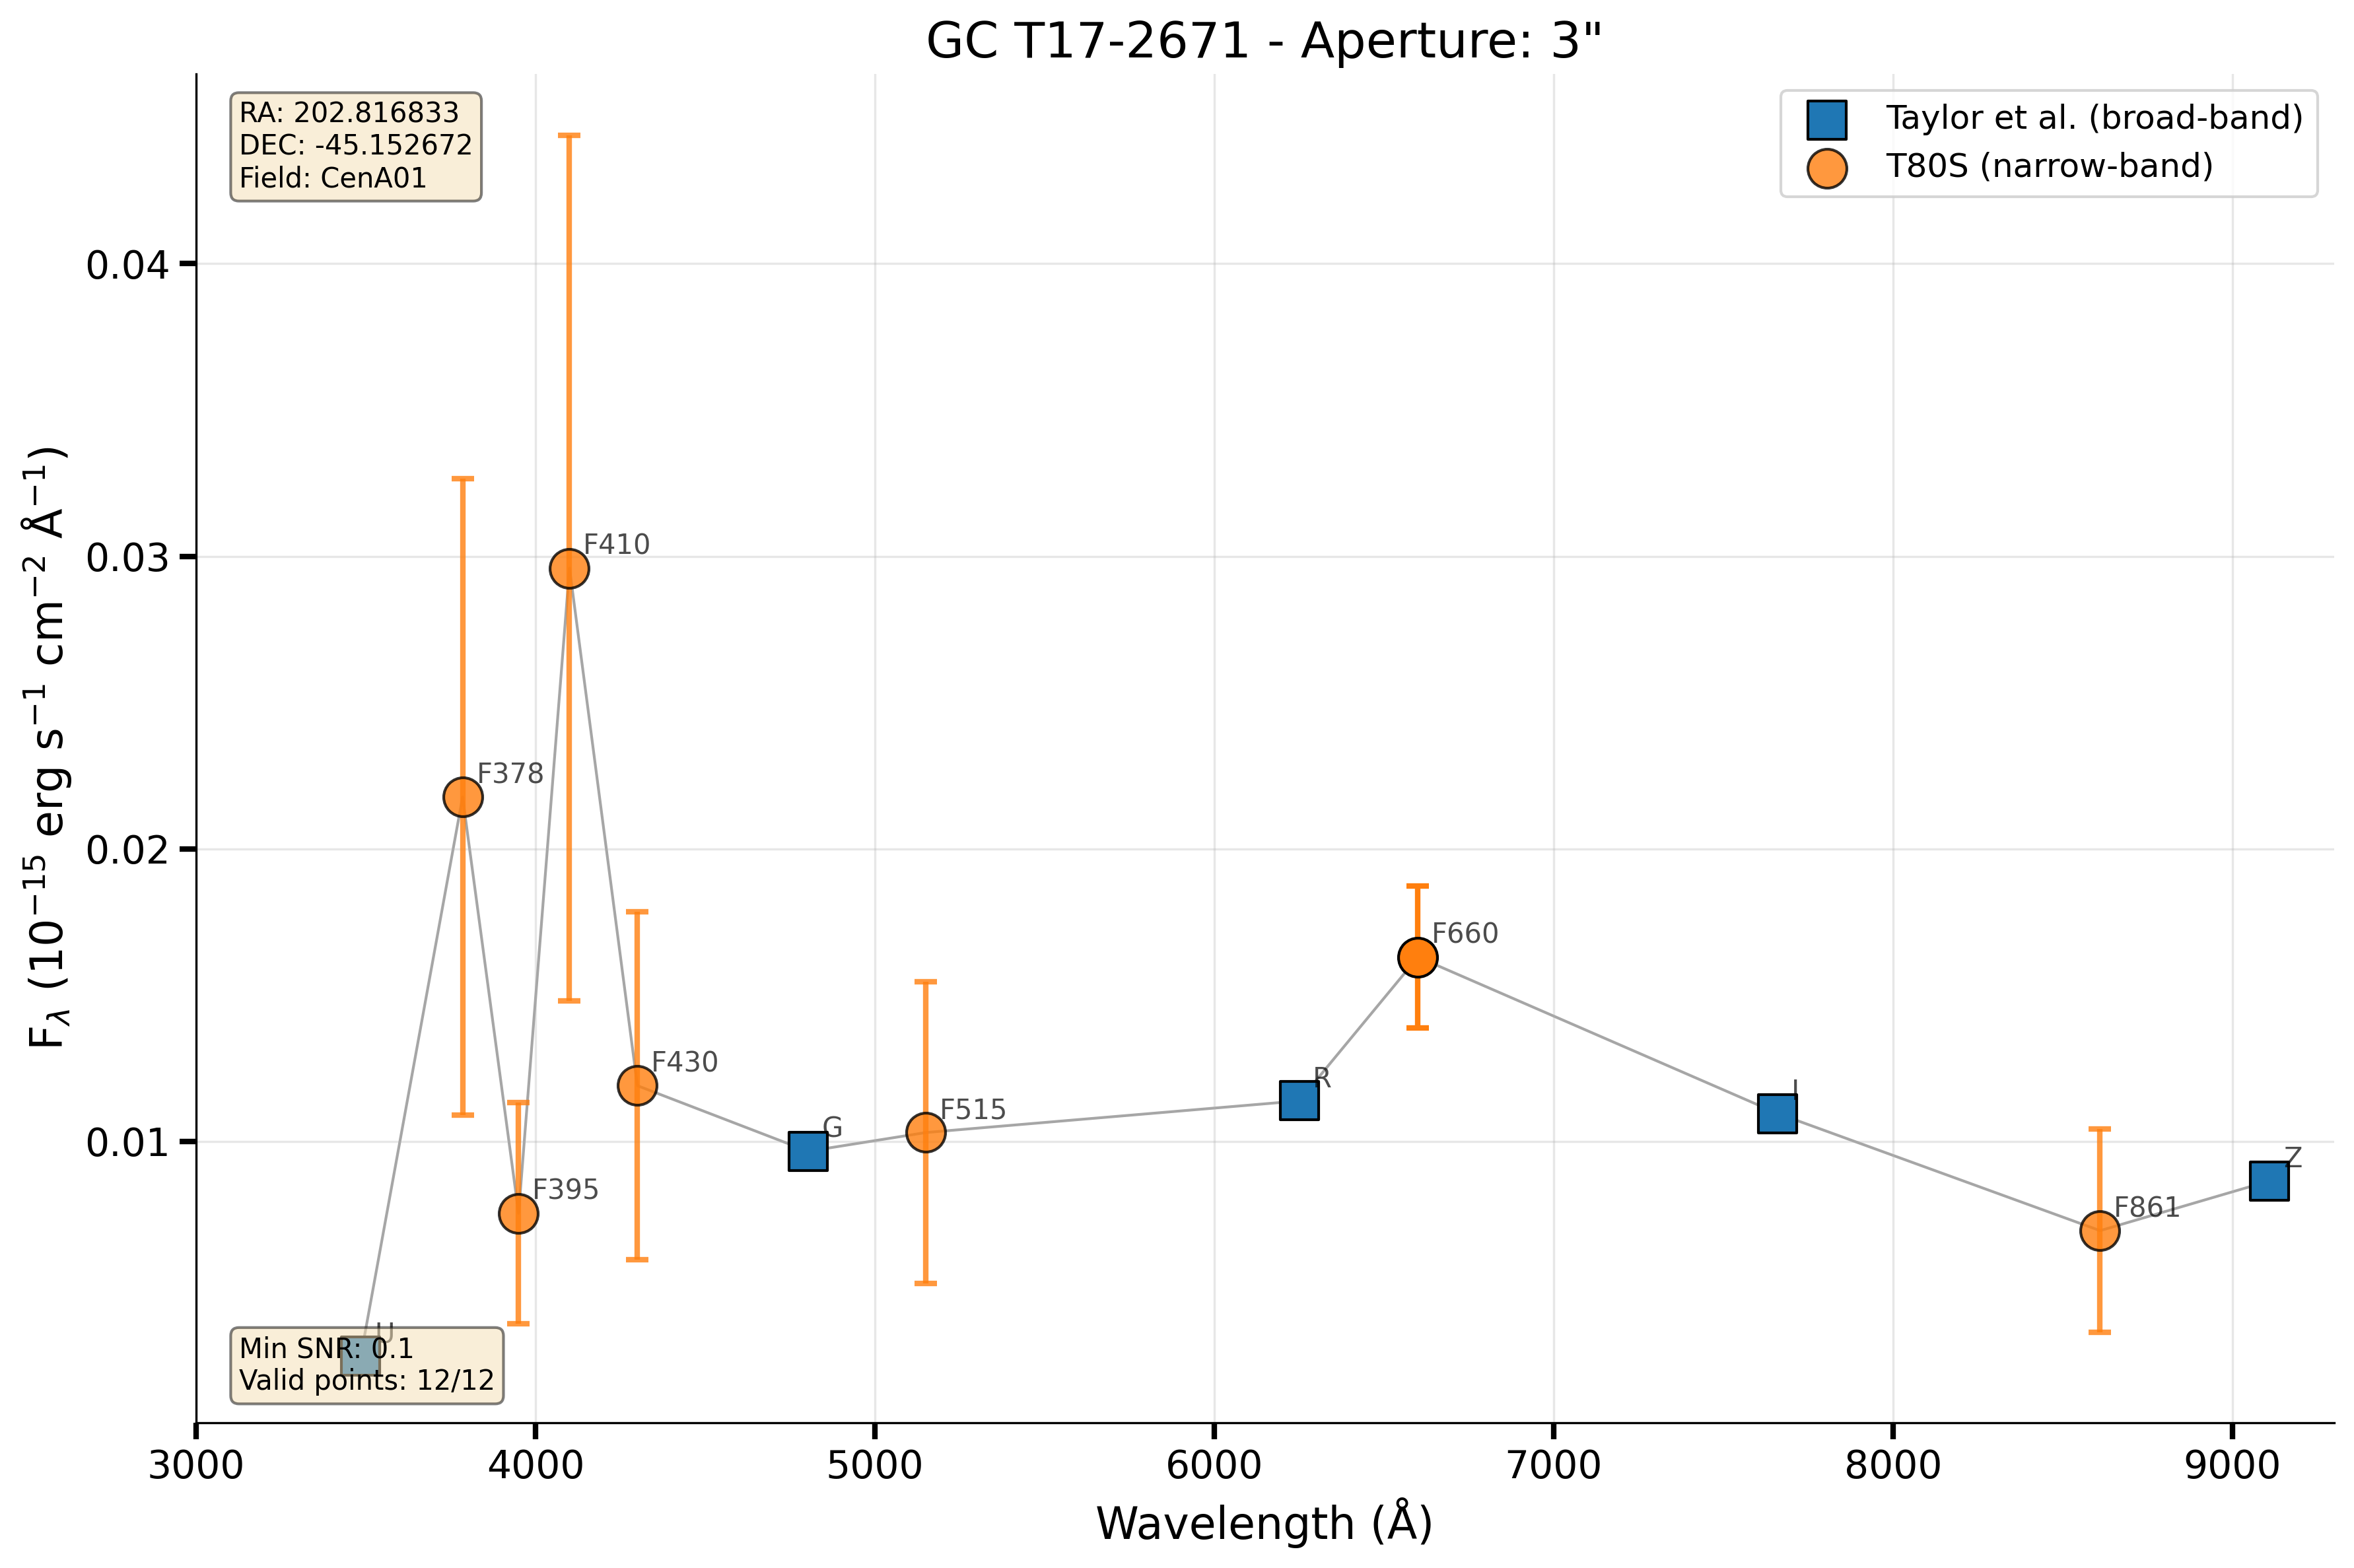 GC T17-2671 - Aperture: 3"
RA: 202.816833
DEC: -45.152672
Field: CenA01
Taylor et al. (broad-band)
T80S (narrow-band)
0.04
0.03
0.02
0.01
F410
F378
F660
F430
F515
F395
F861
G
R
I
Z
U
Min SNR: 0.1
Valid points: 12/12
3000 4000 5000 6000 7000 8000 9000
Wavelength (Å)
Fλ (10⁻¹⁵ erg s⁻¹ cm⁻² Å⁻¹)